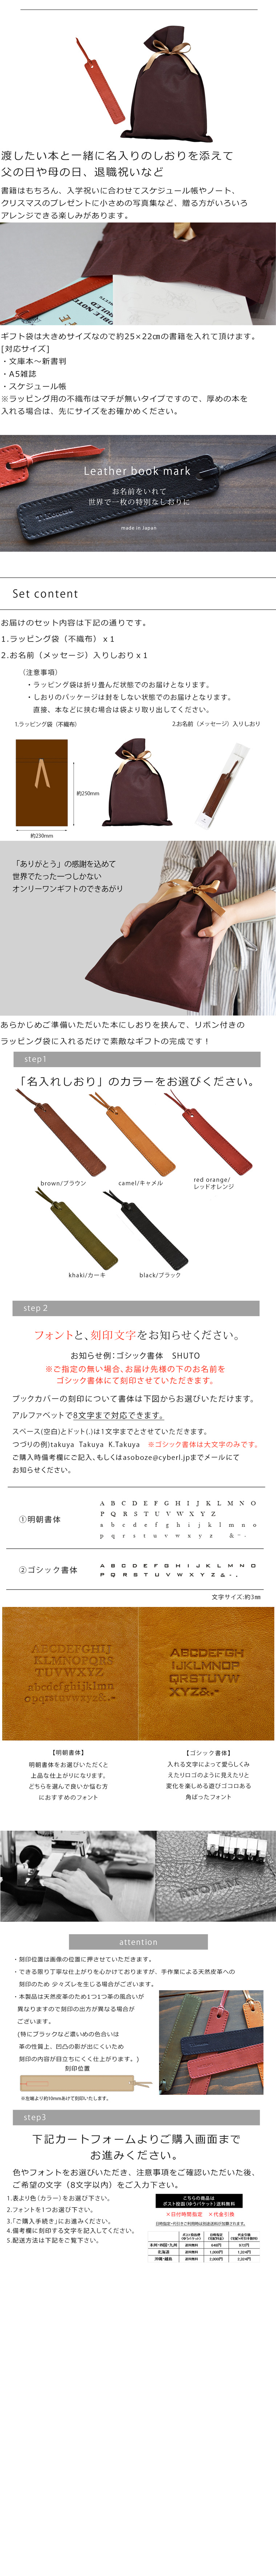 渡したい本と一緒に名入りのしおりを添えて
父の日や母の日、退職祝いなど
書籍はもちろん、入学祝いに合わせてスケジュール帳やノート、
クリスマスのプレゼントに小さめの写真集など、贈る方がいろいろ
アレンジできる楽しみがあります。
ギフト袋は大きめサイズなので約25×22㎝の書籍を入れて頂けます。
[対応サイズ]
・文庫本〜新書判
・A5雑誌
・スケジュール帳
※ラッピング用の不織布はマチが無いタイプですので、厚めの本を
入れる場合は、先にサイズをお確かめください。
Leather book mark
お名前をいれて
世界で一枚の特別なしおりに
made in Japan
Set content
お届けのセット内容は下記の通りです。
1.ラッピング袋（不織布）ｘ1
2.お名前（メッセージ）入りしおりｘ1
（注意事項）
・ラッピング袋は折り畳んだ状態でのお届けとなります。
・しおりのパッケージは封をしない状態でのお届けとなります。
直接、本などに挟む場合は袋より取り出してください。
1.ラッピング袋（不織布）
2.お名前（メッセージ）入りしおり
約250mm
約230mm
「ありがとう」の感謝を込めて
世界でたった一つしかない
オンリーワンギフトのできあがり
あらかじめご準備いただいた本にしおりを挟んで、リボン付きの
ラッピング袋に入れるだけで素敵なギフトの完成です！
step1
「名入れしおり」のカラーをお選びください。
brown/ブラウン
camel/キャメル
red orange/
レッドオレンジ
khaki/カーキ
black/ブラック
step 2
フォントと、刻印文字をお知らせください。
お知らせ例：ゴシック書体　SHUTO
※ご指定の無い場合、お届け先様の下のお名前を
ゴシック書体にて刻印させていただきます。
ブックカバーの刻印について書体は下図からお選びいただけます。
アルファベットで8文字まで対応できます。
スペース(空白)とドット(.)は1文字までとさせていただきます。
つづりの例)takuya Takuya K.Takuya ※ゴシック書体は大文字のみです。
ご購入時備考欄にご記入、もしくはasoboze@cyberl.jpまでメールにて
お知らせください。
①明朝書体
A B C D E F G H I J K L M N O
P Q R S T U V W X Y Z
a b c d e f g h i j k l m n o
p q r s t u v w x y z & - .
②ゴシック書体
A B C D E F G H I J K L M N O
P Q R S T U V W X Y Z & - .
文字サイズ:約3㎜
ABCDEFGHIJ
KLMNOPQRS
TUVWXYZ
abcdefghijklmn
opqrstuvwxyz&.-
ABCDEFGH
IJKLMNOP
QRSTUV
XYZ&.-
【明朝書体】
明朝書体をお選びいただくと
上品な仕上がりになります。
どちらを選んで良いか悩む方
におすすめのフォント
【ゴシック書体】
入れる文字によって愛らしくみ
えたりロゴのように見えたりと
変化を楽しめる遊びゴコロある
角ばったフォント
attention
・刻印位置は画像の位置に押させていただきます。
・できる限り丁寧な仕上がりを心かけておりますが、手作業による天然皮革への
刻印のため 少々ズレを生じる場合がございます。
・本製品は天然皮革のため1つ1つ革の風合いが
異なりますので刻印の出方が異なる場合が
ございます。
(特にブラックなど濃いめの色合いは
革の性質上、凹凸の影が出にくいため
刻印の内容が目立ちにくく仕上がります。)
刻印位置
※左端より約10mmあけて刻印いたします。
step3
下記カートフォームよりご購入画面まで
お進みください。
色やフォントをお選びいただき、注意事項をご確認いただいた後、
ご希望の文字（8文字以内）をご入力下さい。
1.表より色（カラー）をお選び下さい。
2.フォントを1つお選び下さい。
3.「ご購入手続き」にお進みください。
4.備考欄に刻印する文字を記入してください。
5.配送方法は下記をご覧下さい。
こちらの商品は
ポスト投函（ゆうパケット）送料無料
×日付時間指定　×代金引換